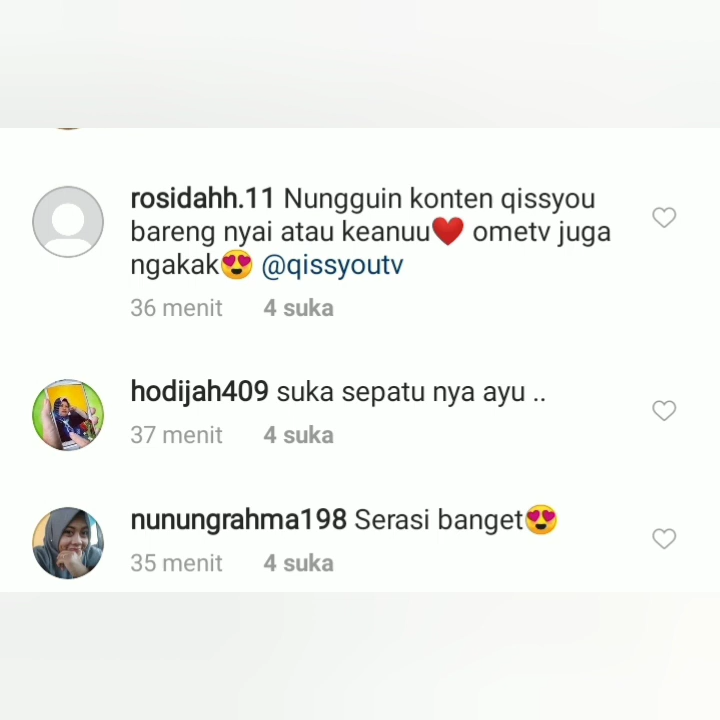 rosidahh.11 Nungguin konten qissyou
bareng nyai atau keanuu❤️ ometv juga
ngakak😍 @qissyoutv
36 menit 4 suka
hodijah409 suka sepatu nya ayu ..
37 menit 4 suka
nunungrahma198 Serasi banget😍
35 menit 4 suka